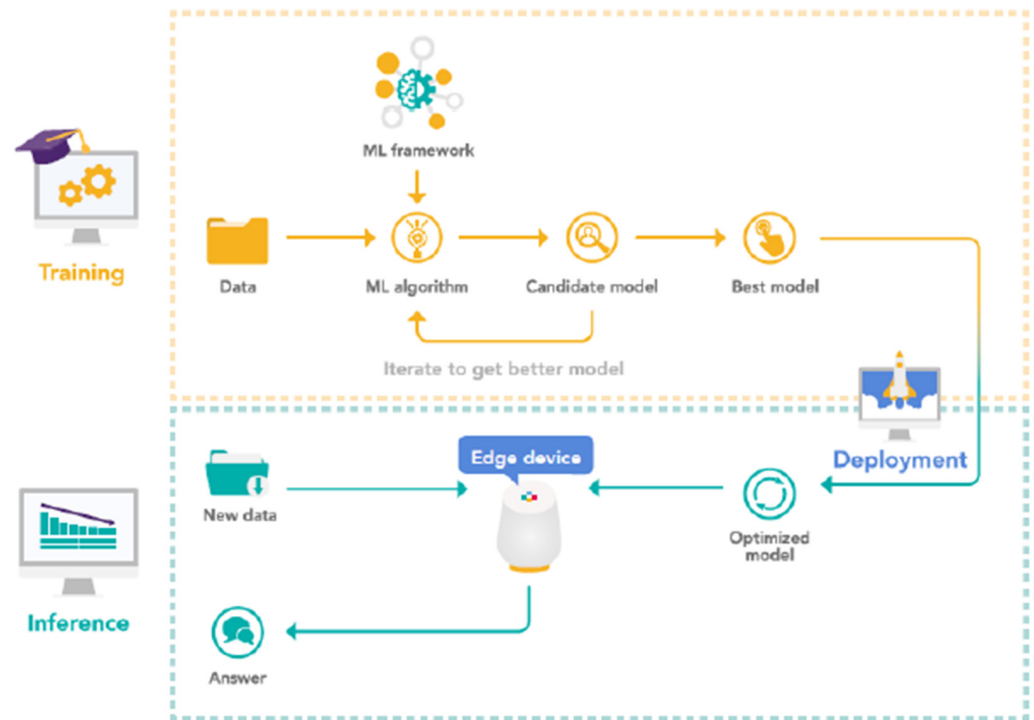 ML framework
Training
Data
ML algorithm
Candidate model
Best model
Iterate to get better model
Deployment
Edge device
New data
Optimized
model
Inference
Answer